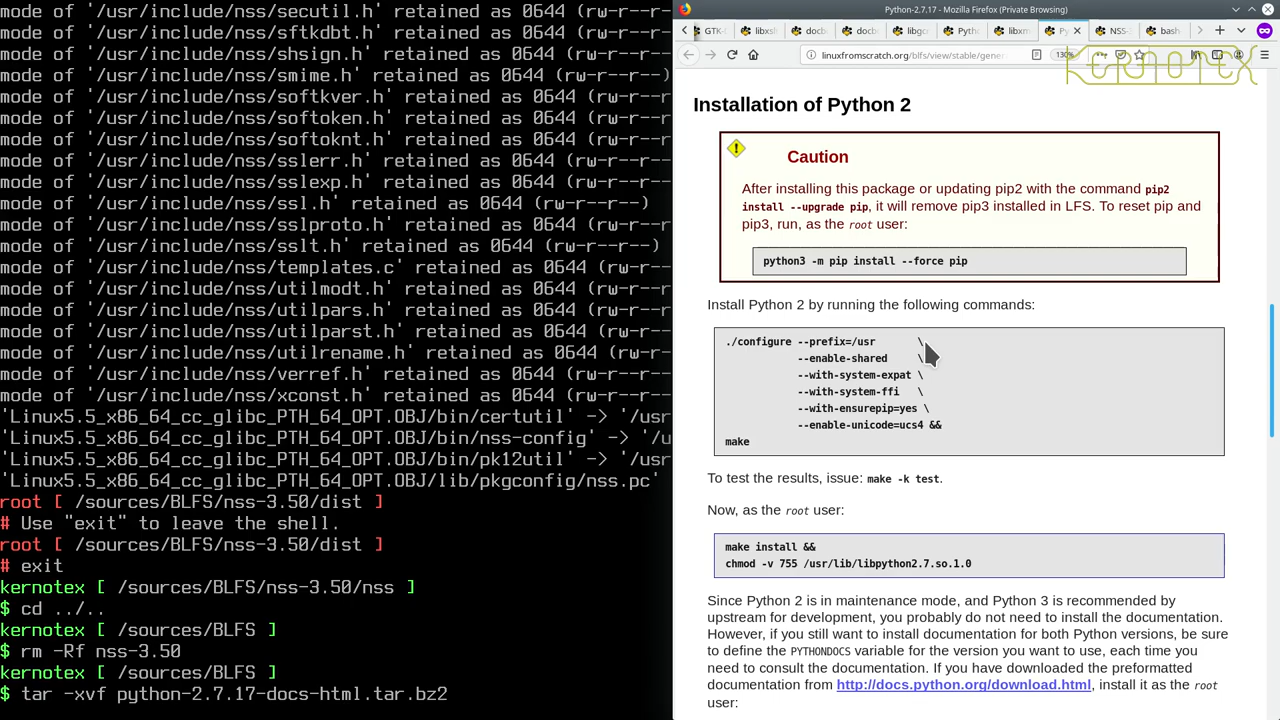 mode of '/usr/include/nss/secutil.h' retained as 0644 (rw-r--r--)
mode of '/usr/include/nss/sftkdbt.h' retained as 0644 (rw-r--r--)
mode of '/usr/include/nss/shsign.h' retained as 0644 (rw-r--r--)
mode of '/usr/include/nss/smime.h' retained as 0644 (rw-r--r--)
mode of '/usr/include/nss/softkver.h' retained as 0644 (rw-r--r-
mode of '/usr/include/nss/softoken.h' retained as 0644 (rw-r--r-
mode of '/usr/include/nss/softoknt.h' retained as 0644 (rw-r--r-
mode of '/usr/include/nss/sslerr.h' retained as 0644 (rw-r--r--)
mode of '/usr/include/nss/sslexp.h' retained as 0644 (rw-r--r--)
mode of '/usr/include/nss/ssl.h' retained as 0644 (rw-r--r--)
mode of '/usr/include/nss/sslproto.h' retained as 0644 (rw-r--r-
mode of '/usr/include/nss/sslt.h' retained as 0644 (rw-r--r--)
mode of '/usr/include/nss/templates.c' retained as 0644 (rw-r--r
mode of '/usr/include/nss/utilmodt.h' retained as 0644 (rw-r--r-
mode of '/usr/include/nss/utilpars.h' retained as 0644 (rw-r--r-
mode of '/usr/include/nss/utilparst.h' retained as 0644 (rw-r--r
mode of '/usr/include/nss/utilrename.h' retained as 0644 (rw-r--
mode of '/usr/include/nss/verref.h' retained as 0644 (rw-r--r--)
mode of '/usr/include/nss/xconst.h' retained as 0644 (rw-r--r--)
'Linux5.5_x86_64_cc_glibc_PTH_64_OPT.OBJ/bin/certutil' -> '/usr
'Linux5.5_x86_64_cc_glibc_PTH_64_OPT.OBJ/bin/nss-config' -> '/u
'Linux5.5_x86_64_cc_glibc_PTH_64_OPT.OBJ/bin/pk12util' -> '/usr
'Linux5.5_x86_64_cc_glibc_PTH_64_OPT.OBJ/lib/pkgconfig/nss.pc'
root [ /sources/BLFS/nss-3.50/dist ]
# Use "exit" to leave the shell.
root [ /sources/BLFS/nss-3.50/dist ]
# exit
kernotex [ /sources/BLFS/nss-3.50/nss ]
$ cd ../..
kernotex [ /sources/BLFS ]
$ rm -Rf nss-3.50
kernotex [ /sources/BLFS ]
$ tar -xvf python-2.7.17-docs-html.tar.bz2
Python-2.7.17 - Mozilla Firefox (Private Browsing)
GTK- libxsl docb docb libgc Pyth libxm Py NSS- bash
linuxfromscratch.org/blfs/view/stable/gener 130%
KERNOTEX
Installation of Python 2
Caution
After installing this package or updating pip2 with the command pip2
install --upgrade pip, it will remove pip3 installed in LFS. To reset pip and
pip3, run, as the root user:
python3 -m pip install --force pip
Install Python 2 by running the following commands:
./configure --prefix=/usr \
--enable-shared \
--with-system-expat \
--with-system-ffi \
--with-ensurepip=yes \
--enable-unicode=ucs4 &&
make
To test the results, issue: make -k test.
Now, as the root user:
make install &&
chmod -v 755 /usr/lib/libpython2.7.so.1.0
Since Python 2 is in maintenance mode, and Python 3 is recommended by
upstream for development, you probably do not need to install the documentation.
However, if you still want to install documentation for both Python versions, be sure
to define the PYTHONDOCS variable for the version you want to use, each time you
need to consult the documentation. If you have downloaded the preformatted
documentation from http://docs.python.org/download.html, install it as the root
user: